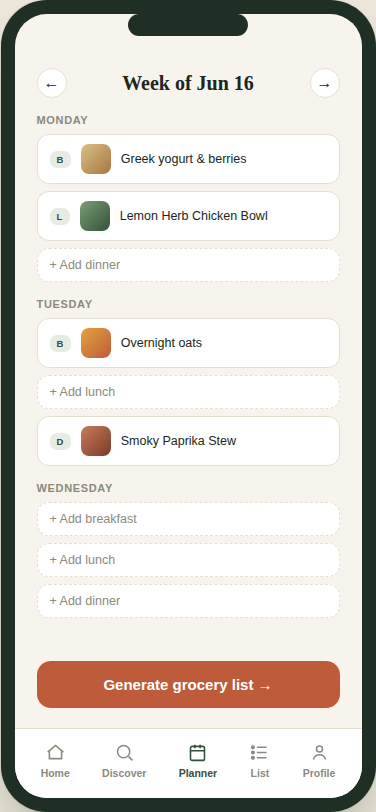 ← Week of Jun 16 →
MONDAY
B Greek yogurt & berries
L Lemon Herb Chicken Bowl
+ Add dinner
TUESDAY
B Overnight oats
+ Add lunch
D Smoky Paprika Stew
WEDNESDAY
+ Add breakfast
+ Add lunch
+ Add dinner
Generate grocery list →
Home Discover Planner List Profile